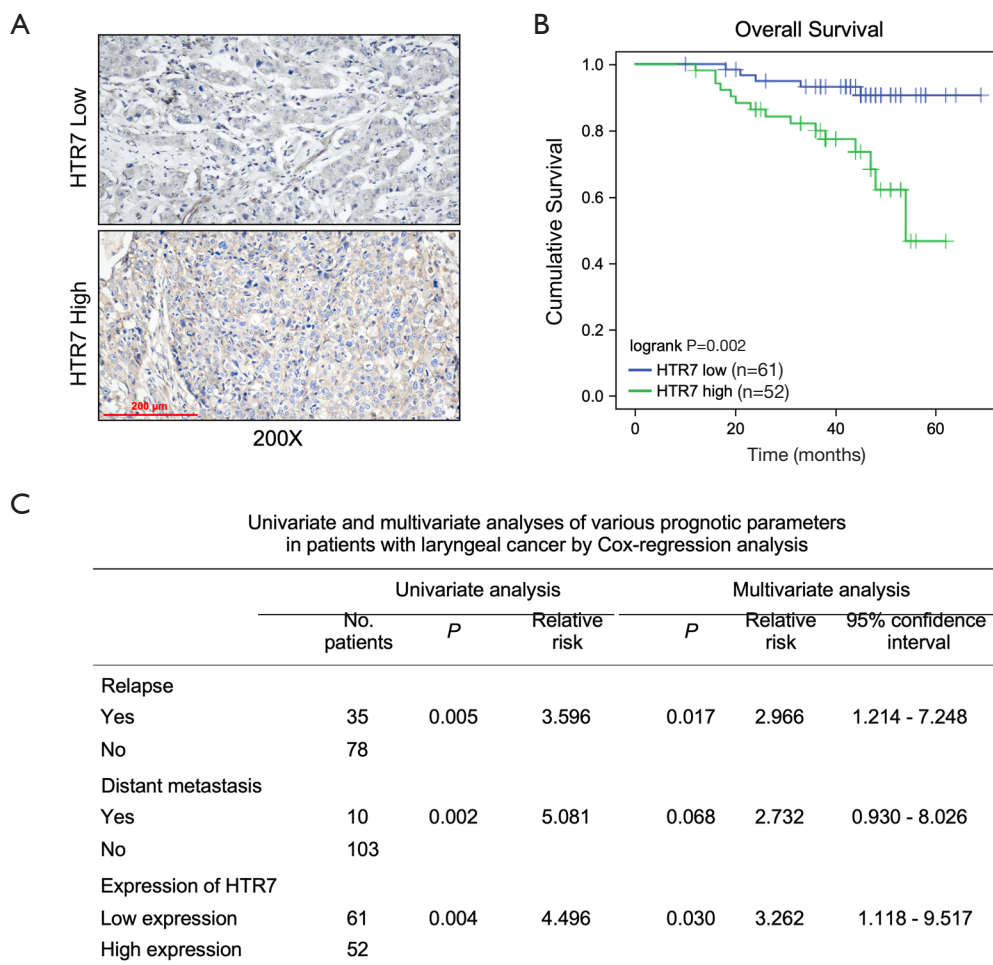 A
HTR7 Low
HTR7 High
200 µm
200X
B
Overall Survival
Cumulative Survival
1.0
0.8
0.6
0.4
0.2
0.0
logrank P=0.002
HTR7 low (n=61)
HTR7 high (n=52)
0 20 40 60
Time (months)
C
Univariate and multivariate analyses of various prognotic parameters
in patients with laryngeal cancer by Cox-regression analysis
Univariate analysis Multivariate analysis
No. patients P Relative risk P Relative risk 95% confidence interval
Relapse
Yes 35 0.005 3.596 0.017 2.966 1.214 - 7.248
No 78
Distant metastasis
Yes 10 0.002 5.081 0.068 2.732 0.930 - 8.026
No 103
Expression of HTR7
Low expression 61 0.004 4.496 0.030 3.262 1.118 - 9.517
High expression 52